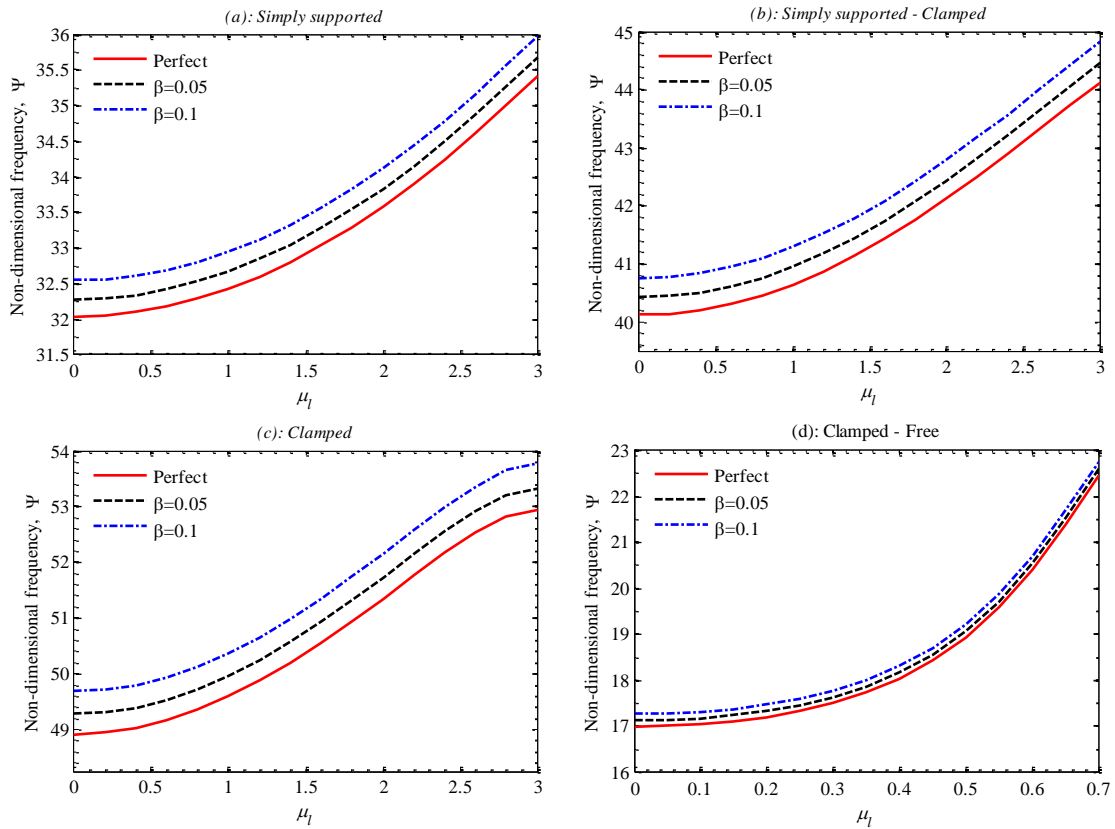 (a): Simply supported
Non-dimensional frequency, Ψ
36
35.5
35
34.5
34
33.5
33
32.5
32
31.5
Perfect
β=0.05
β=0.1
0 0.5 1 1.5 2 2.5 3
μl
(b): Simply supported - Clamped
Non-dimensional frequency, Ψ
45
44
43
42
41
40
Perfect
β=0.05
β=0.1
0 0.5 1 1.5 2 2.5 3
μl
(c): Clamped
Non-dimensional frequency, Ψ
54
53
52
51
50
49
Perfect
β=0.05
β=0.1
0 0.5 1 1.5 2 2.5 3
μl
(d): Clamped - Free
Non-dimensional frequency, Ψ
23
22
21
20
19
18
17
16
Perfect
β=0.05
β=0.1
0 0.1 0.2 0.3 0.4 0.5 0.6 0.7
μl